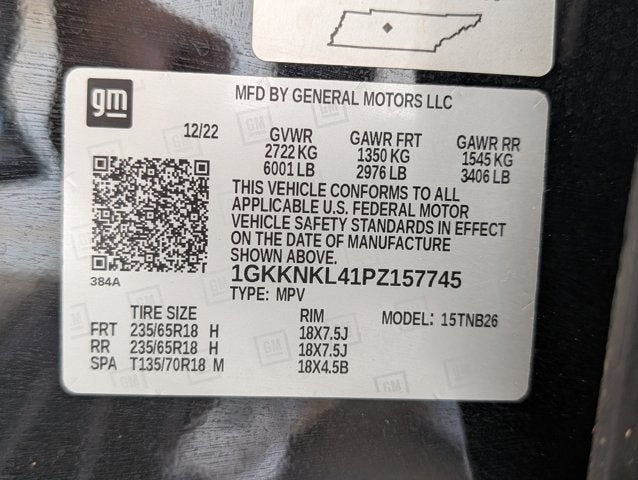 gm
MFD BY GENERAL MOTORS LLC
12/22
GVWR GAWR FRT GAWR RR
2722 KG 1350 KG 1545 KG
6001 LB 2976 LB 3406 LB
THIS VEHICLE CONFORMS TO ALL
APPLICABLE U.S. FEDERAL MOTOR
VEHICLE SAFETY STANDARDS IN EFFECT
ON THE DATE OF MANUFACTURE
SHOWN ABOVE.
384A
1GKKNKL41PZ157745
TYPE: MPV
TIRE SIZE RIM MODEL: 15TNB26
FRT 235/65R18 H 18X7.5J
RR 235/65R18 H 18X7.5J
SPA T135/70R18 M 18X4.5B